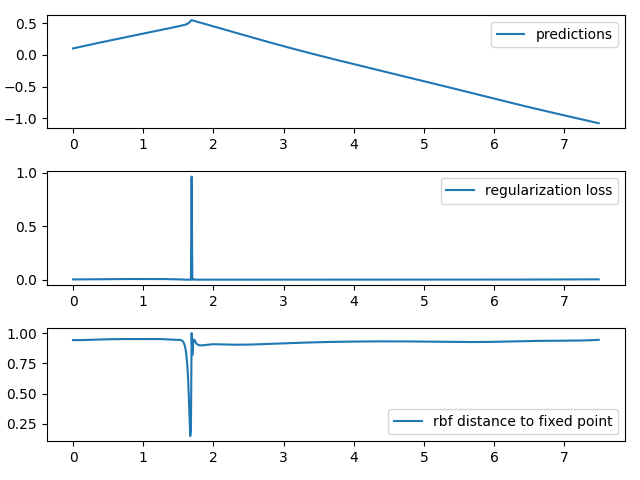 0.5
0.0
−0.5
−1.0
predictions
0 1 2 3 4 5 6 7
1.0
0.5
0.0
regularization loss
0 1 2 3 4 5 6 7
1.00
0.75
0.50
0.25
rbf distance to fixed point
0 1 2 3 4 5 6 7